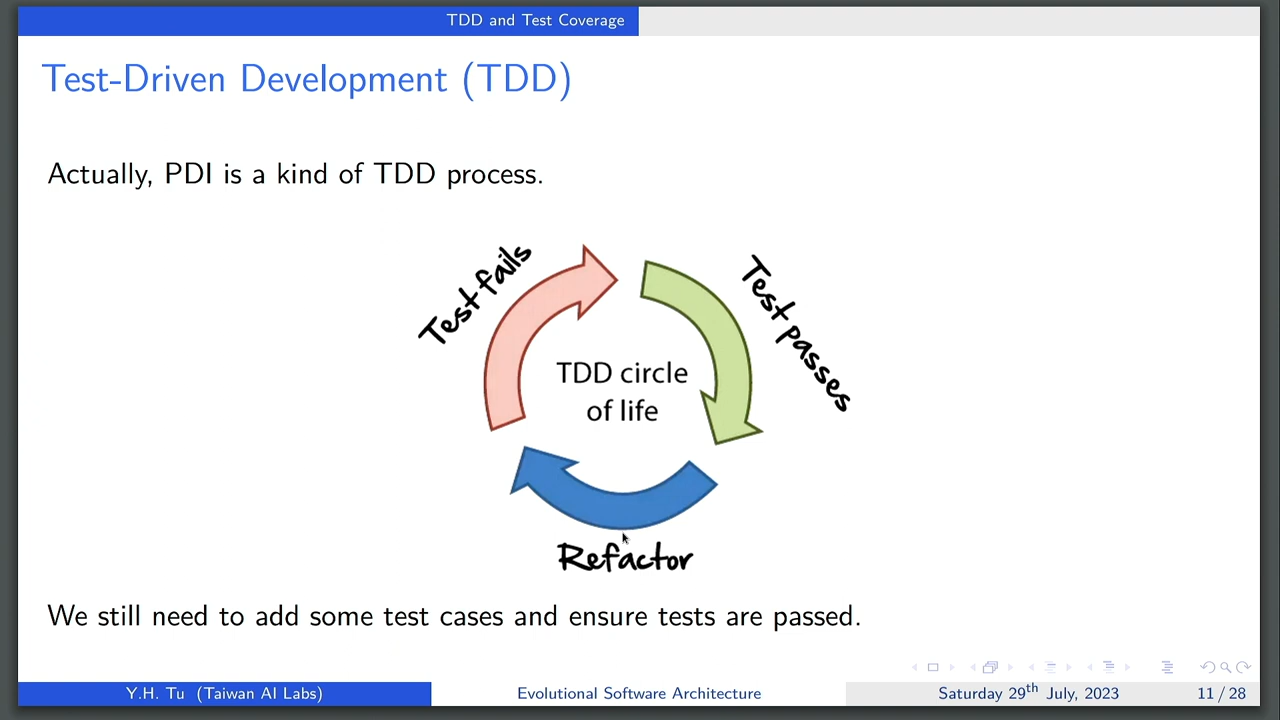 TDD and Test Coverage
Test-Driven Development (TDD)
Actually, PDI is a kind of TDD process.
Test fails
Test passes
TDD circle
of life
Refactor
We still need to add some test cases and ensure tests are passed.
Y.H. Tu (Taiwan AI Labs)
Evolutional Software Architecture
Saturday 29th July, 2023
11 / 28